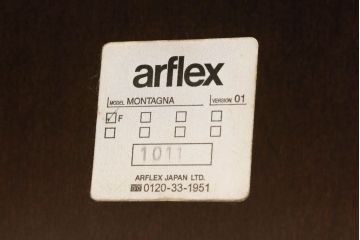 arflex
MODEL MONTAGNA VERSION 01
F
1011
ARFLEX JAPAN LTD.
0120-33-1951